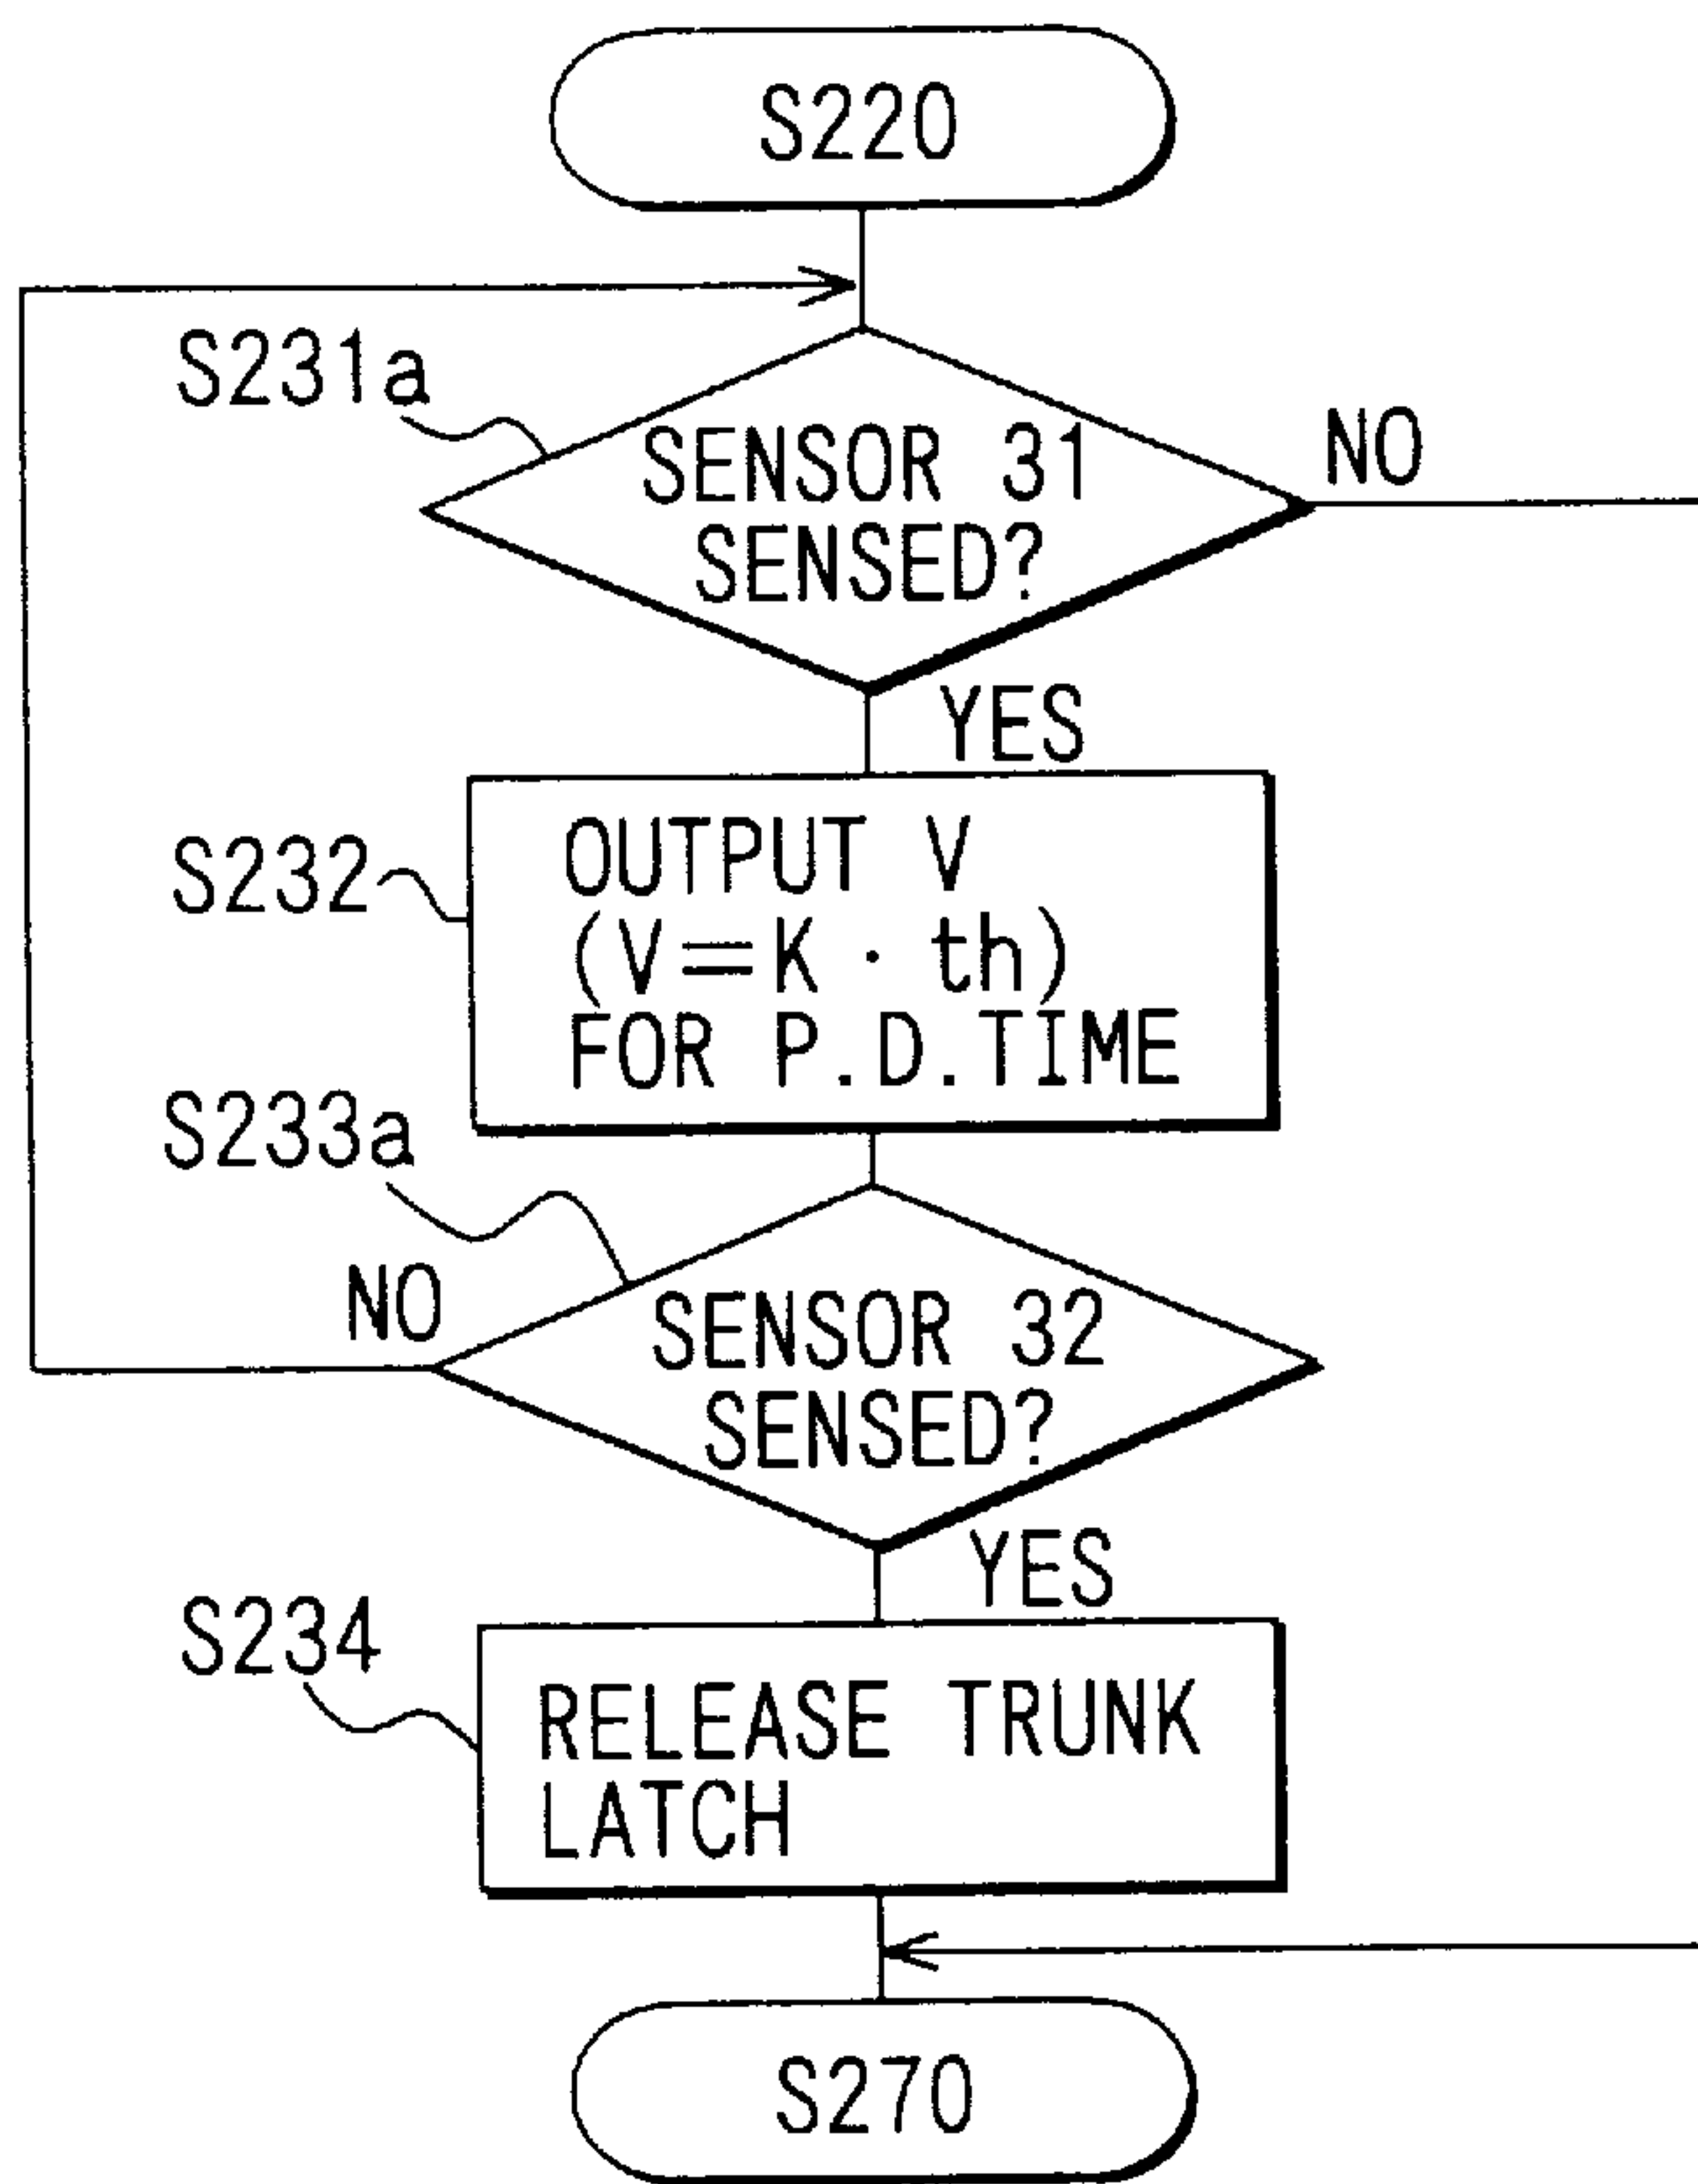 S220
S231a
SENSOR 31
SENSED?
NO
YES
S232
OUTPUT V
(V=K · th)
FOR P.D.TIME
S233a
NO
SENSOR 32
SENSED?
YES
S234
RELEASE TRUNK
LATCH
S270